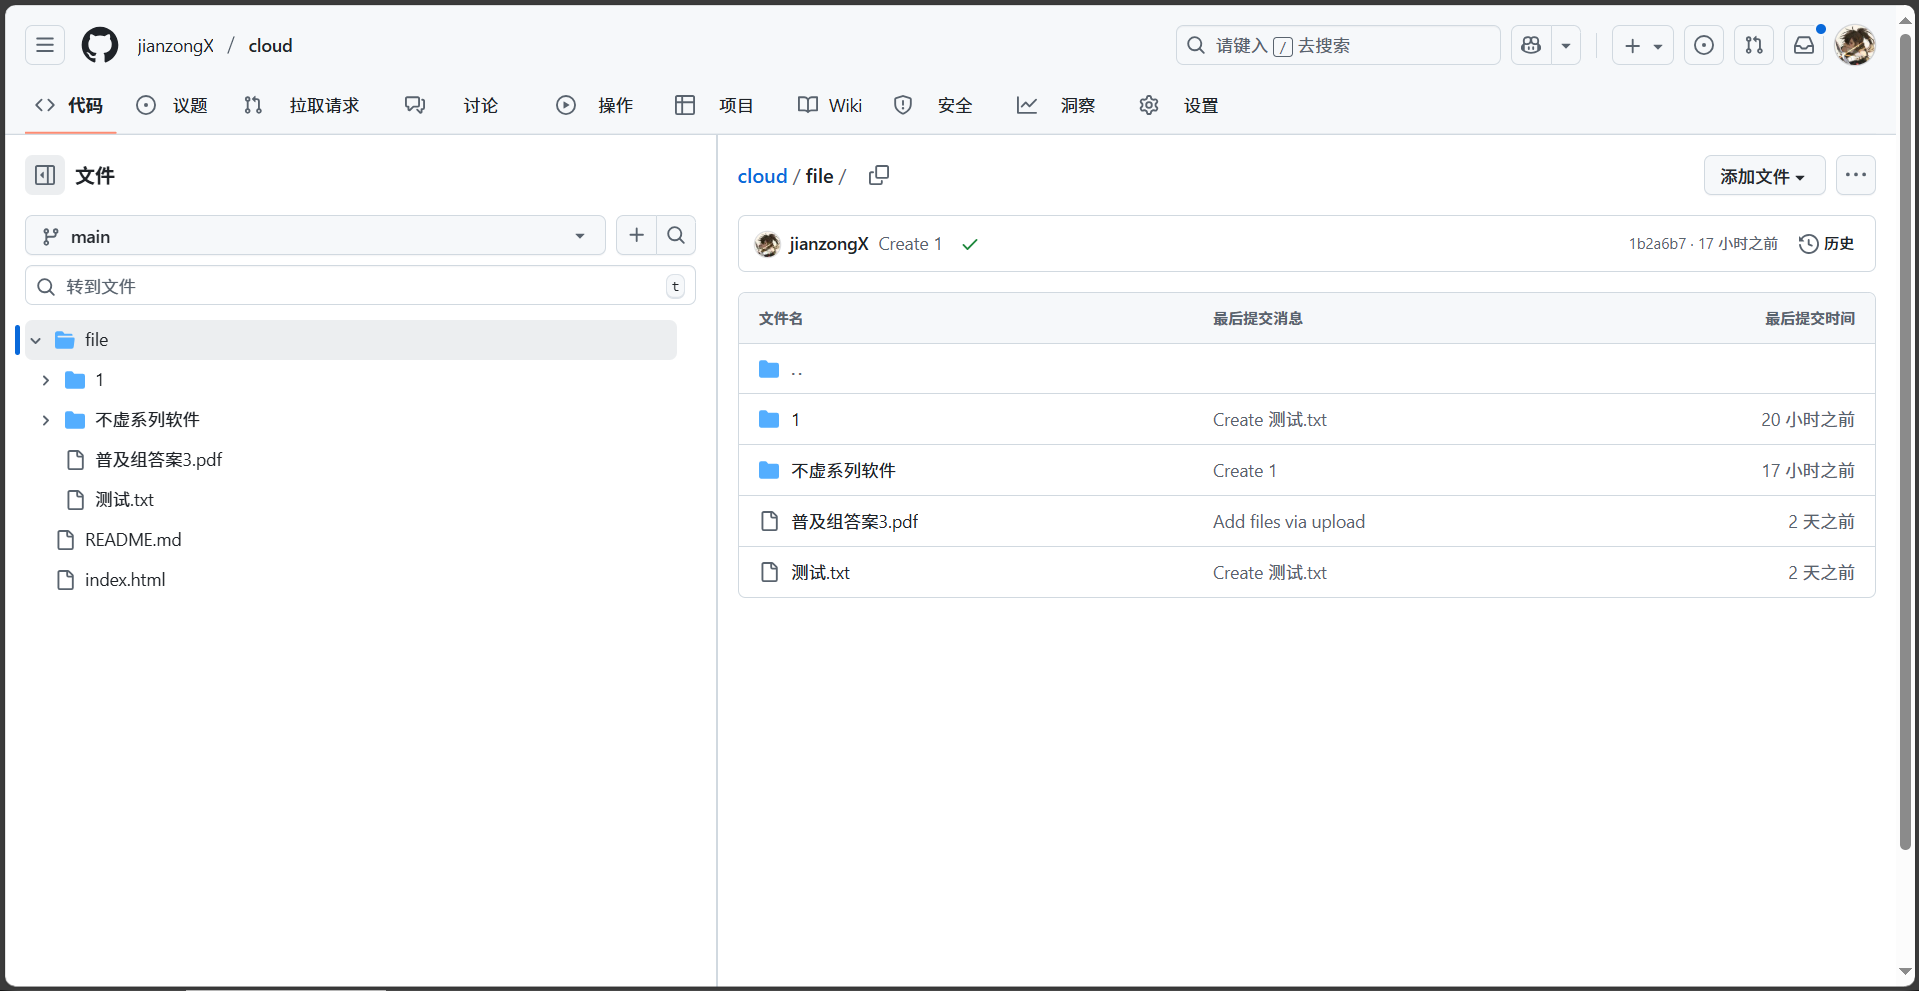 jianzongX / cloud
请键入 / 去搜索
代码 议题 拉取请求 讨论 操作 项目 Wiki 安全 洞察 设置
文件
main
转到文件 t
file
1
不虚系列软件
普及组答案3.pdf
测试.txt
README.md
index.html
cloud / file /
添加文件
jianzongX Create 1
1b2a6b7 · 17 小时之前 历史
文件名 最后提交消息 最后提交时间
..
1 Create 测试.txt 20 小时之前
不虚系列软件 Create 1 17 小时之前
普及组答案3.pdf Add files via upload 2 天之前
测试.txt Create 测试.txt 2 天之前